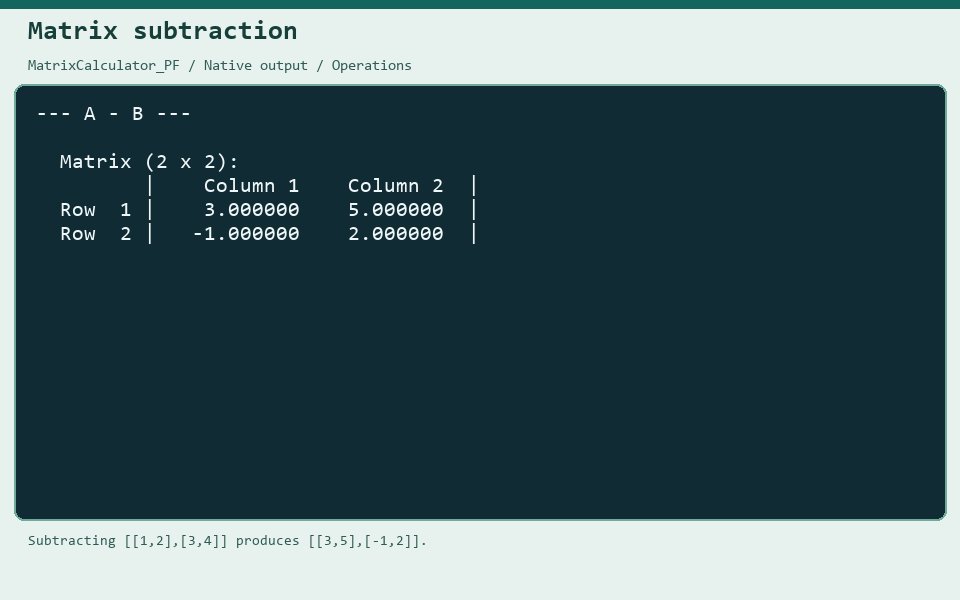 Matrix subtraction
MatrixCalculator_PF / Native output / Operations
--- A - B ---
Matrix (2 x 2):
| Column 1 Column 2 |
Row 1 | 3.000000 5.000000 |
Row 2 | -1.000000 2.000000 |
Subtracting [[1,2],[3,4]] produces [[3,5],[-1,2]].